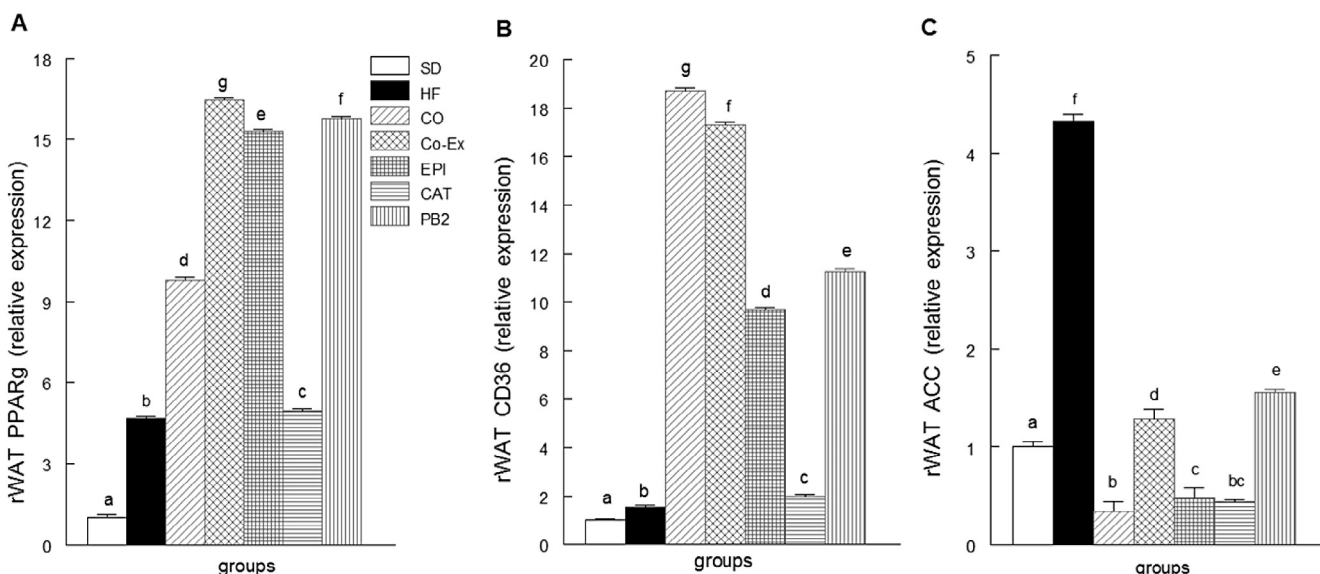 A
rWAT PPARg (relative expression)
18
15
12
9
6
3
0
a
b
d
g
e
c
f
groups
SD
HF
CO
Co-Ex
EPI
CAT
PB2
B
rWAT CD36 (relative expression)
20
18
16
14
12
10
8
6
4
2
0
a
b
g
f
d
c
e
groups
C
rWAT ACC (relative expression)
5
4
3
2
1
0
a
f
b
d
c
bc
e
groups